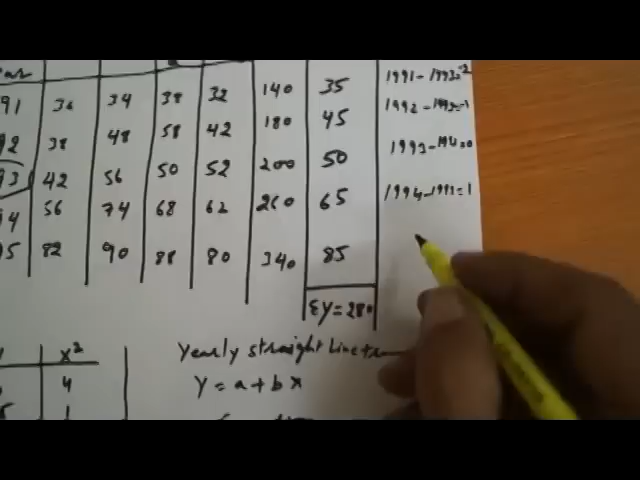 91 36 34 38 32 140 35 1991-1993=-2
92 38 48 58 42 180 45 1992-1993=-1
93 42 56 50 52 200 50 1993-
94 56 74 68 62 260 65 1994-1993=1
95 82 90 88 80 340 85
ΣY=280
Yearly straight Line
x²
4 Y=a+bx
1